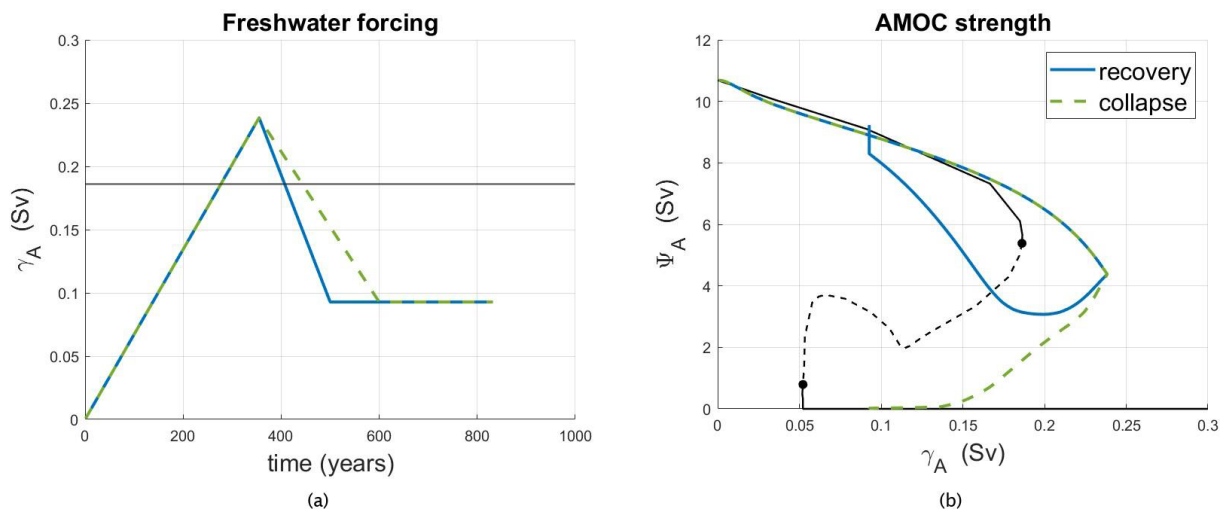 Freshwater forcing
0.3
0.25
0.2
0.15
0.1
0.05
0
γA (Sv)
0 200 400 600 800 1000
time (years)
(a)
AMOC strength
12
10
8
6
4
2
0
ΨA (Sv)
recovery
collapse
0 0.05 0.1 0.15 0.2 0.25 0.3
γA (Sv)
(b)